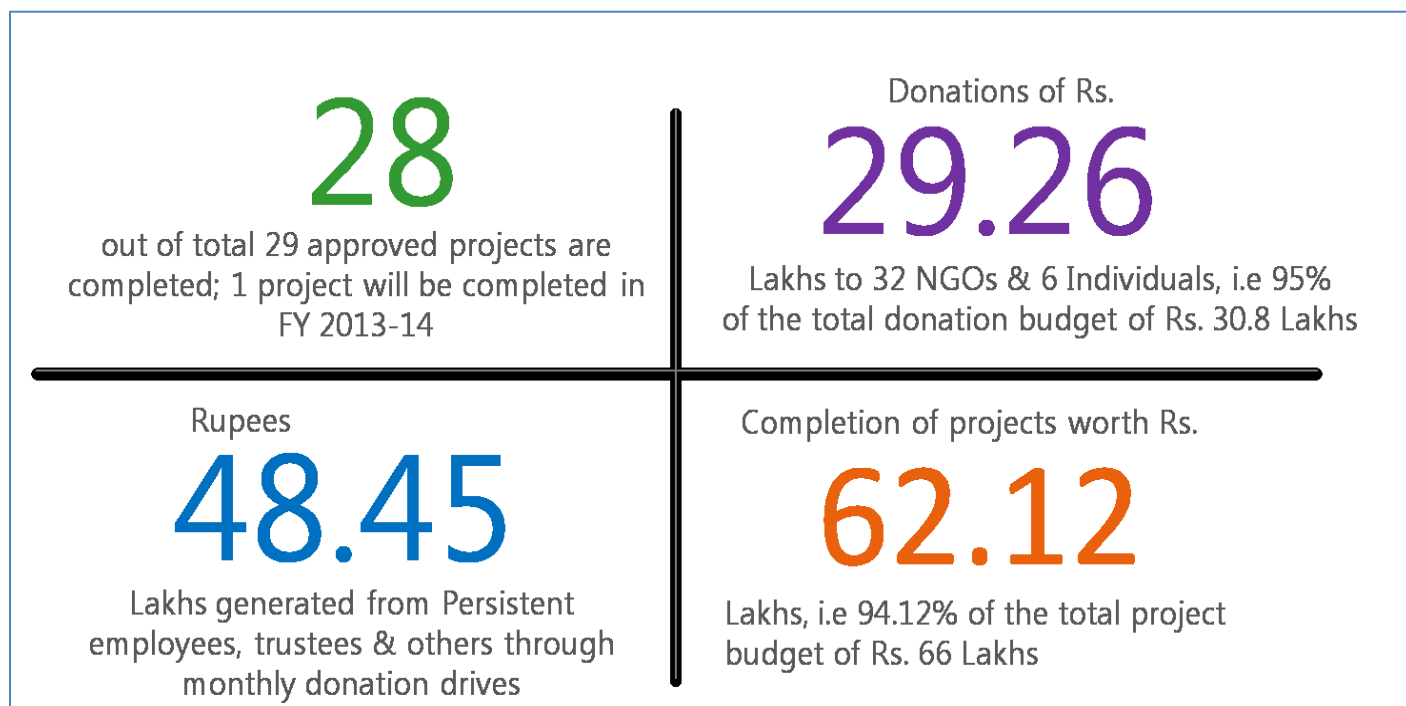 28
out of total 29 approved projects are
completed; 1 project will be completed in
FY 2013-14
Donations of Rs.
29.26
Lakhs to 32 NGOs & 6 Individuals, i.e 95%
of the total donation budget of Rs. 30.8 Lakhs
Rupees
48.45
Lakhs generated from Persistent
employees, trustees & others through
monthly donation drives
Completion of projects worth Rs.
62.12
Lakhs, i.e 94.12% of the total project
budget of Rs. 66 Lakhs